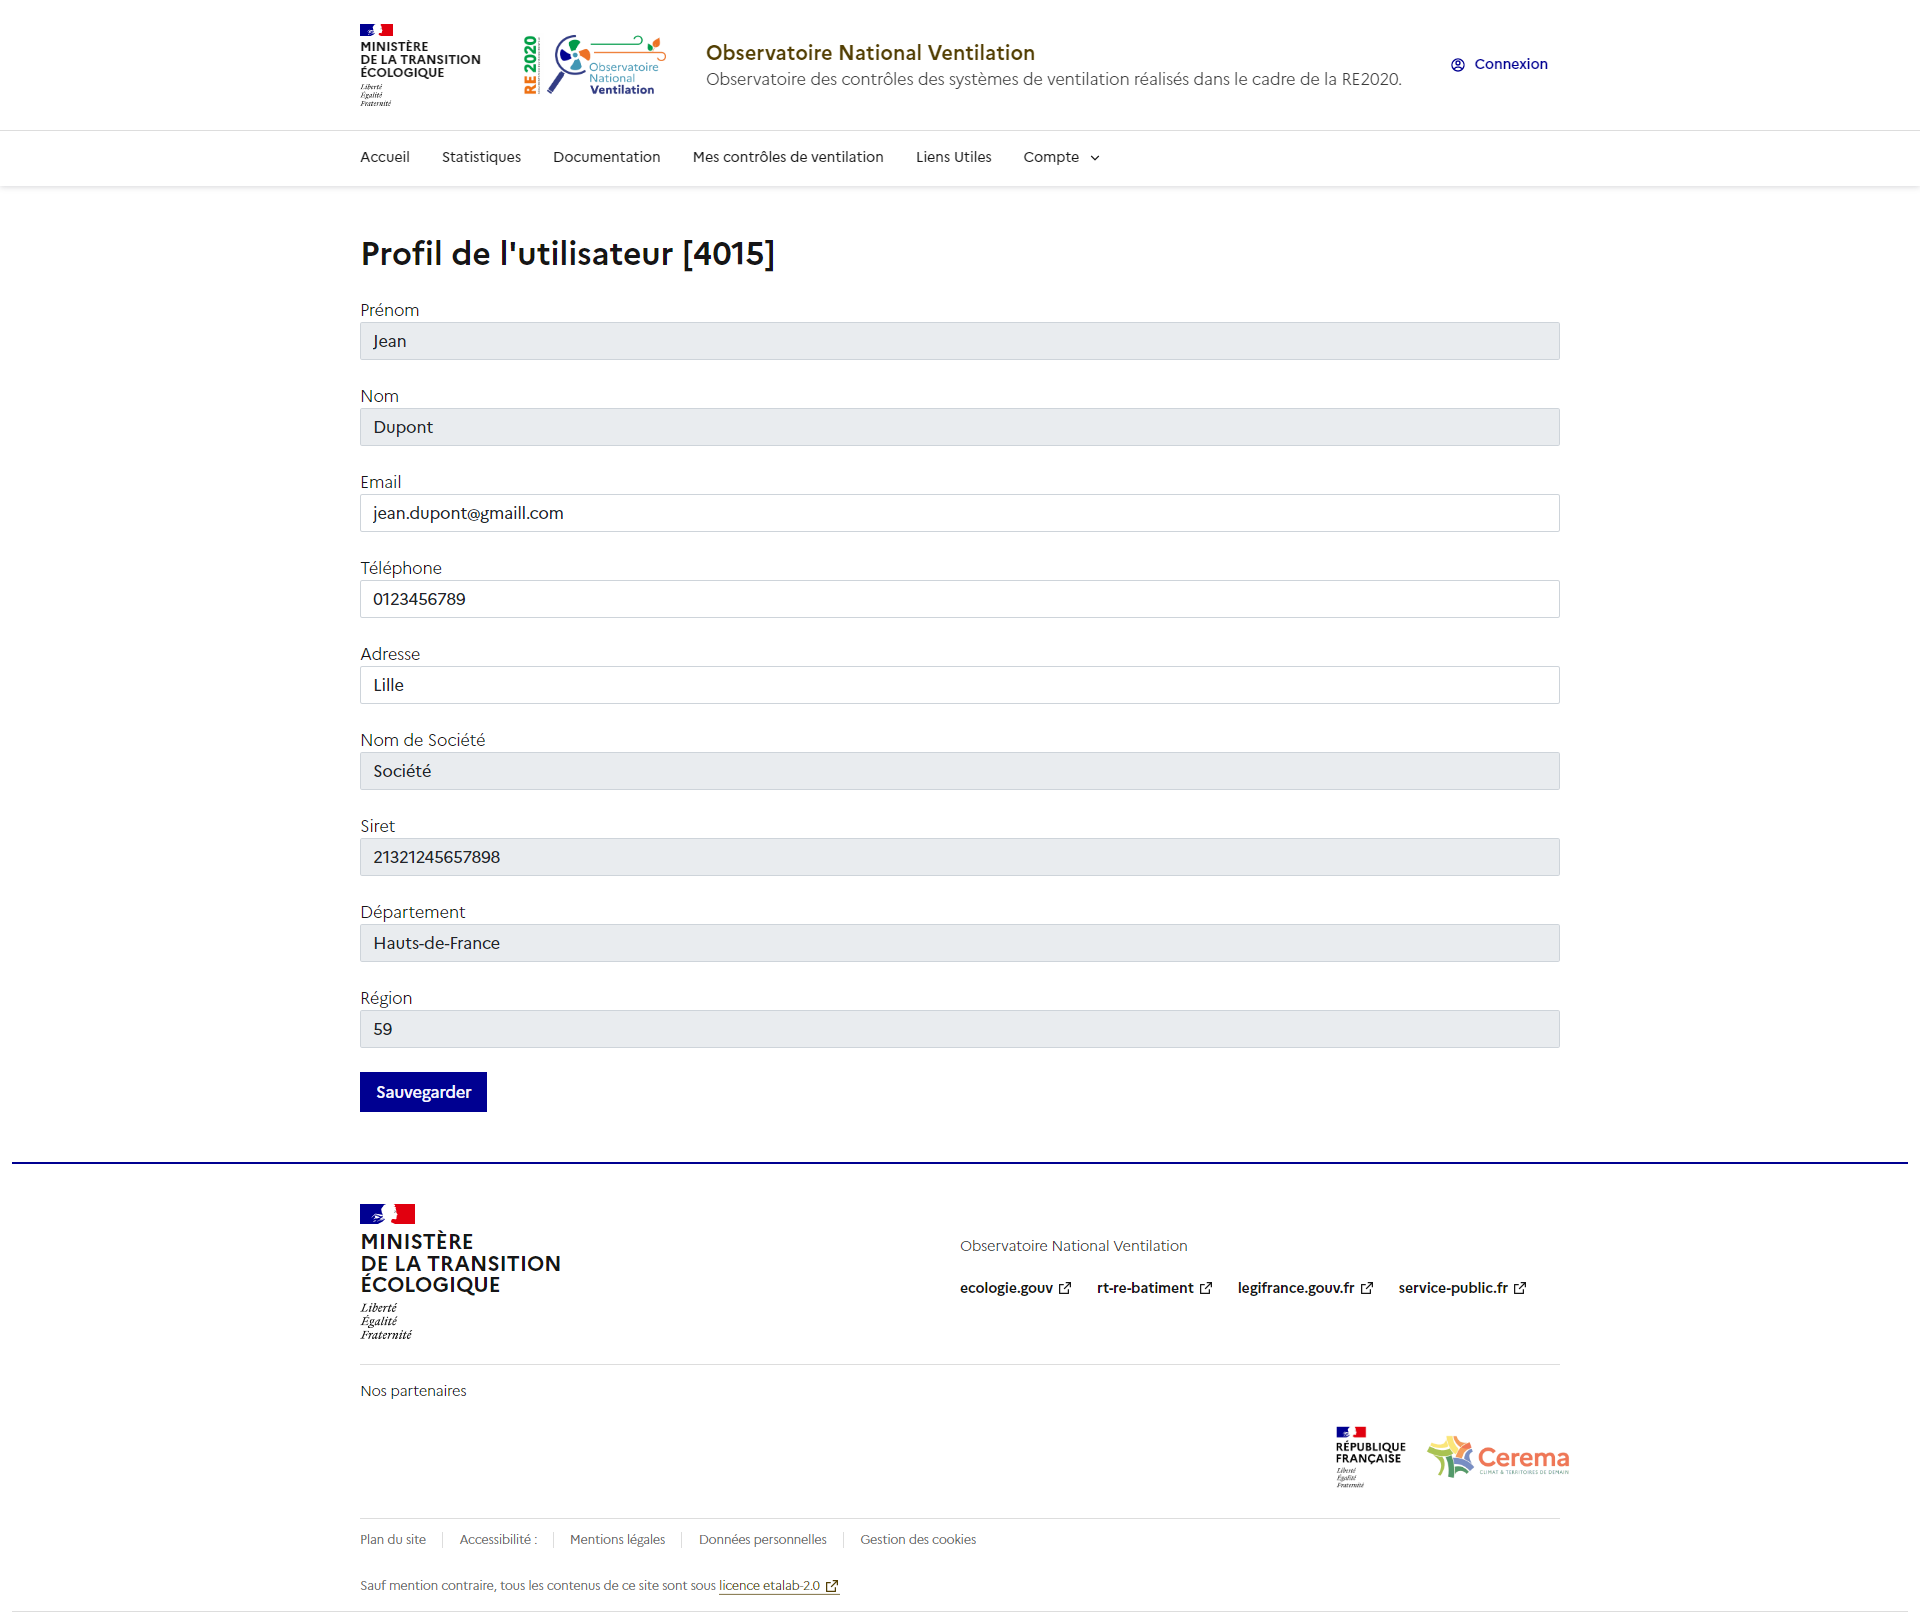 MINISTÈRE
DE LA TRANSITION
ÉCOLOGIQUE
Liberté
Égalité
Fraternité
RE 2020
Observatoire
National
Ventilation
Observatoire National Ventilation
Observatoire des contrôles des systèmes de ventilation réalisés dans le cadre de la RE2020.
Connexion
Accueil Statistiques Documentation Mes contrôles de ventilation Liens Utiles Compte
Profil de l'utilisateur [4015]
Prénom
Jean
Nom
Dupont
Email
jean.dupont@gmaill.com
Téléphone
0123456789
Adresse
Lille
Nom de Société
Société
Siret
21321245657898
Département
Hauts-de-France
Région
59
Sauvegarder
MINISTÈRE
DE LA TRANSITION
ÉCOLOGIQUE
Liberté
Égalité
Fraternité
Observatoire National Ventilation
ecologie.gouv rt-re-batiment legifrance.gouv.fr service-public.fr
Nos partenaires
RÉPUBLIQUE
FRANÇAISE
Liberté
Égalité
Fraternité
Cerema
CLIMAT & TERRITOIRES DE DEMAIN
Plan du site Accessibilité : Mentions légales Données personnelles Gestion des cookies
Sauf mention contraire, tous les contenus de ce site sont sous licence etalab-2.0